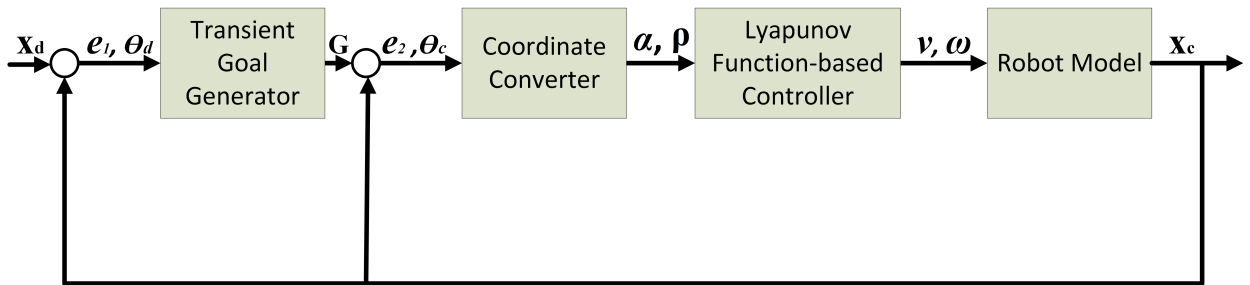 X_d
e_1, θ_d
Transient
Goal
Generator
G
e_2, θ_c
Coordinate
Converter
α, ρ
Lyapunov
Function-based
Controller
v, ω
Robot Model
X_c